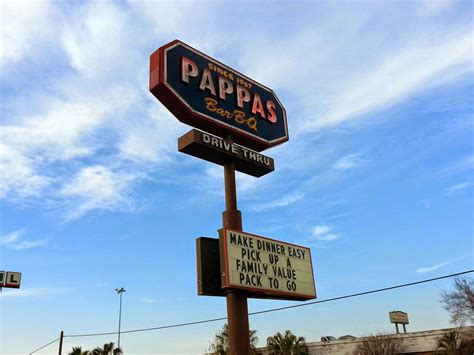 SINCE 1967
PAPPAS
Bar-B-Q
DRIVE THRU
MAKE DINNER EASY
PICK UP A
FAMILY VALUE
PACK TO GO